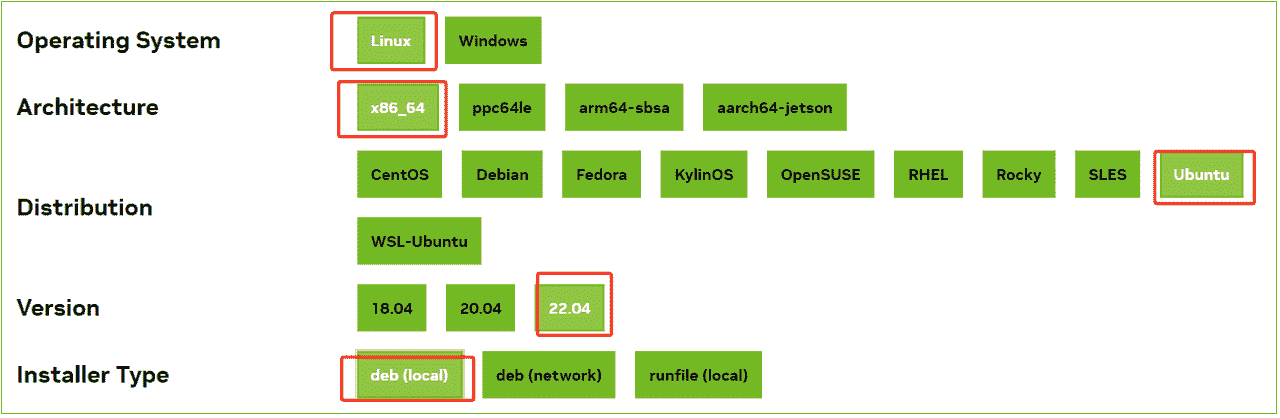 Operating System Linux Windows
Architecture x86_64 ppc64le arm64-sbsa aarch64-jetson
CentOS Debian Fedora KylinOS OpenSUSE RHEL Rocky SLES Ubuntu
Distribution
WSL-Ubuntu
Version 18.04 20.04 22.04
Installer Type deb (local) deb (network) runfile (local)